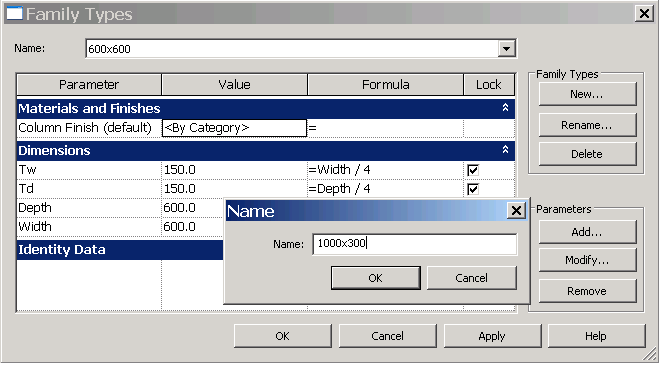 Family Types
Name: 600x600
Parameter Value Formula Lock
Materials and Finishes
Column Finish (default) <By Category> =
Dimensions
Tw 150.0 =Width / 4
Td 150.0 =Depth / 4
Depth 600.0
Width 600.0
Identity Data
Name
Name: 1000x300
OK Cancel
Family Types
New...
Rename...
Delete
Parameters
Add...
Modify...
Remove
OK Cancel Apply Help